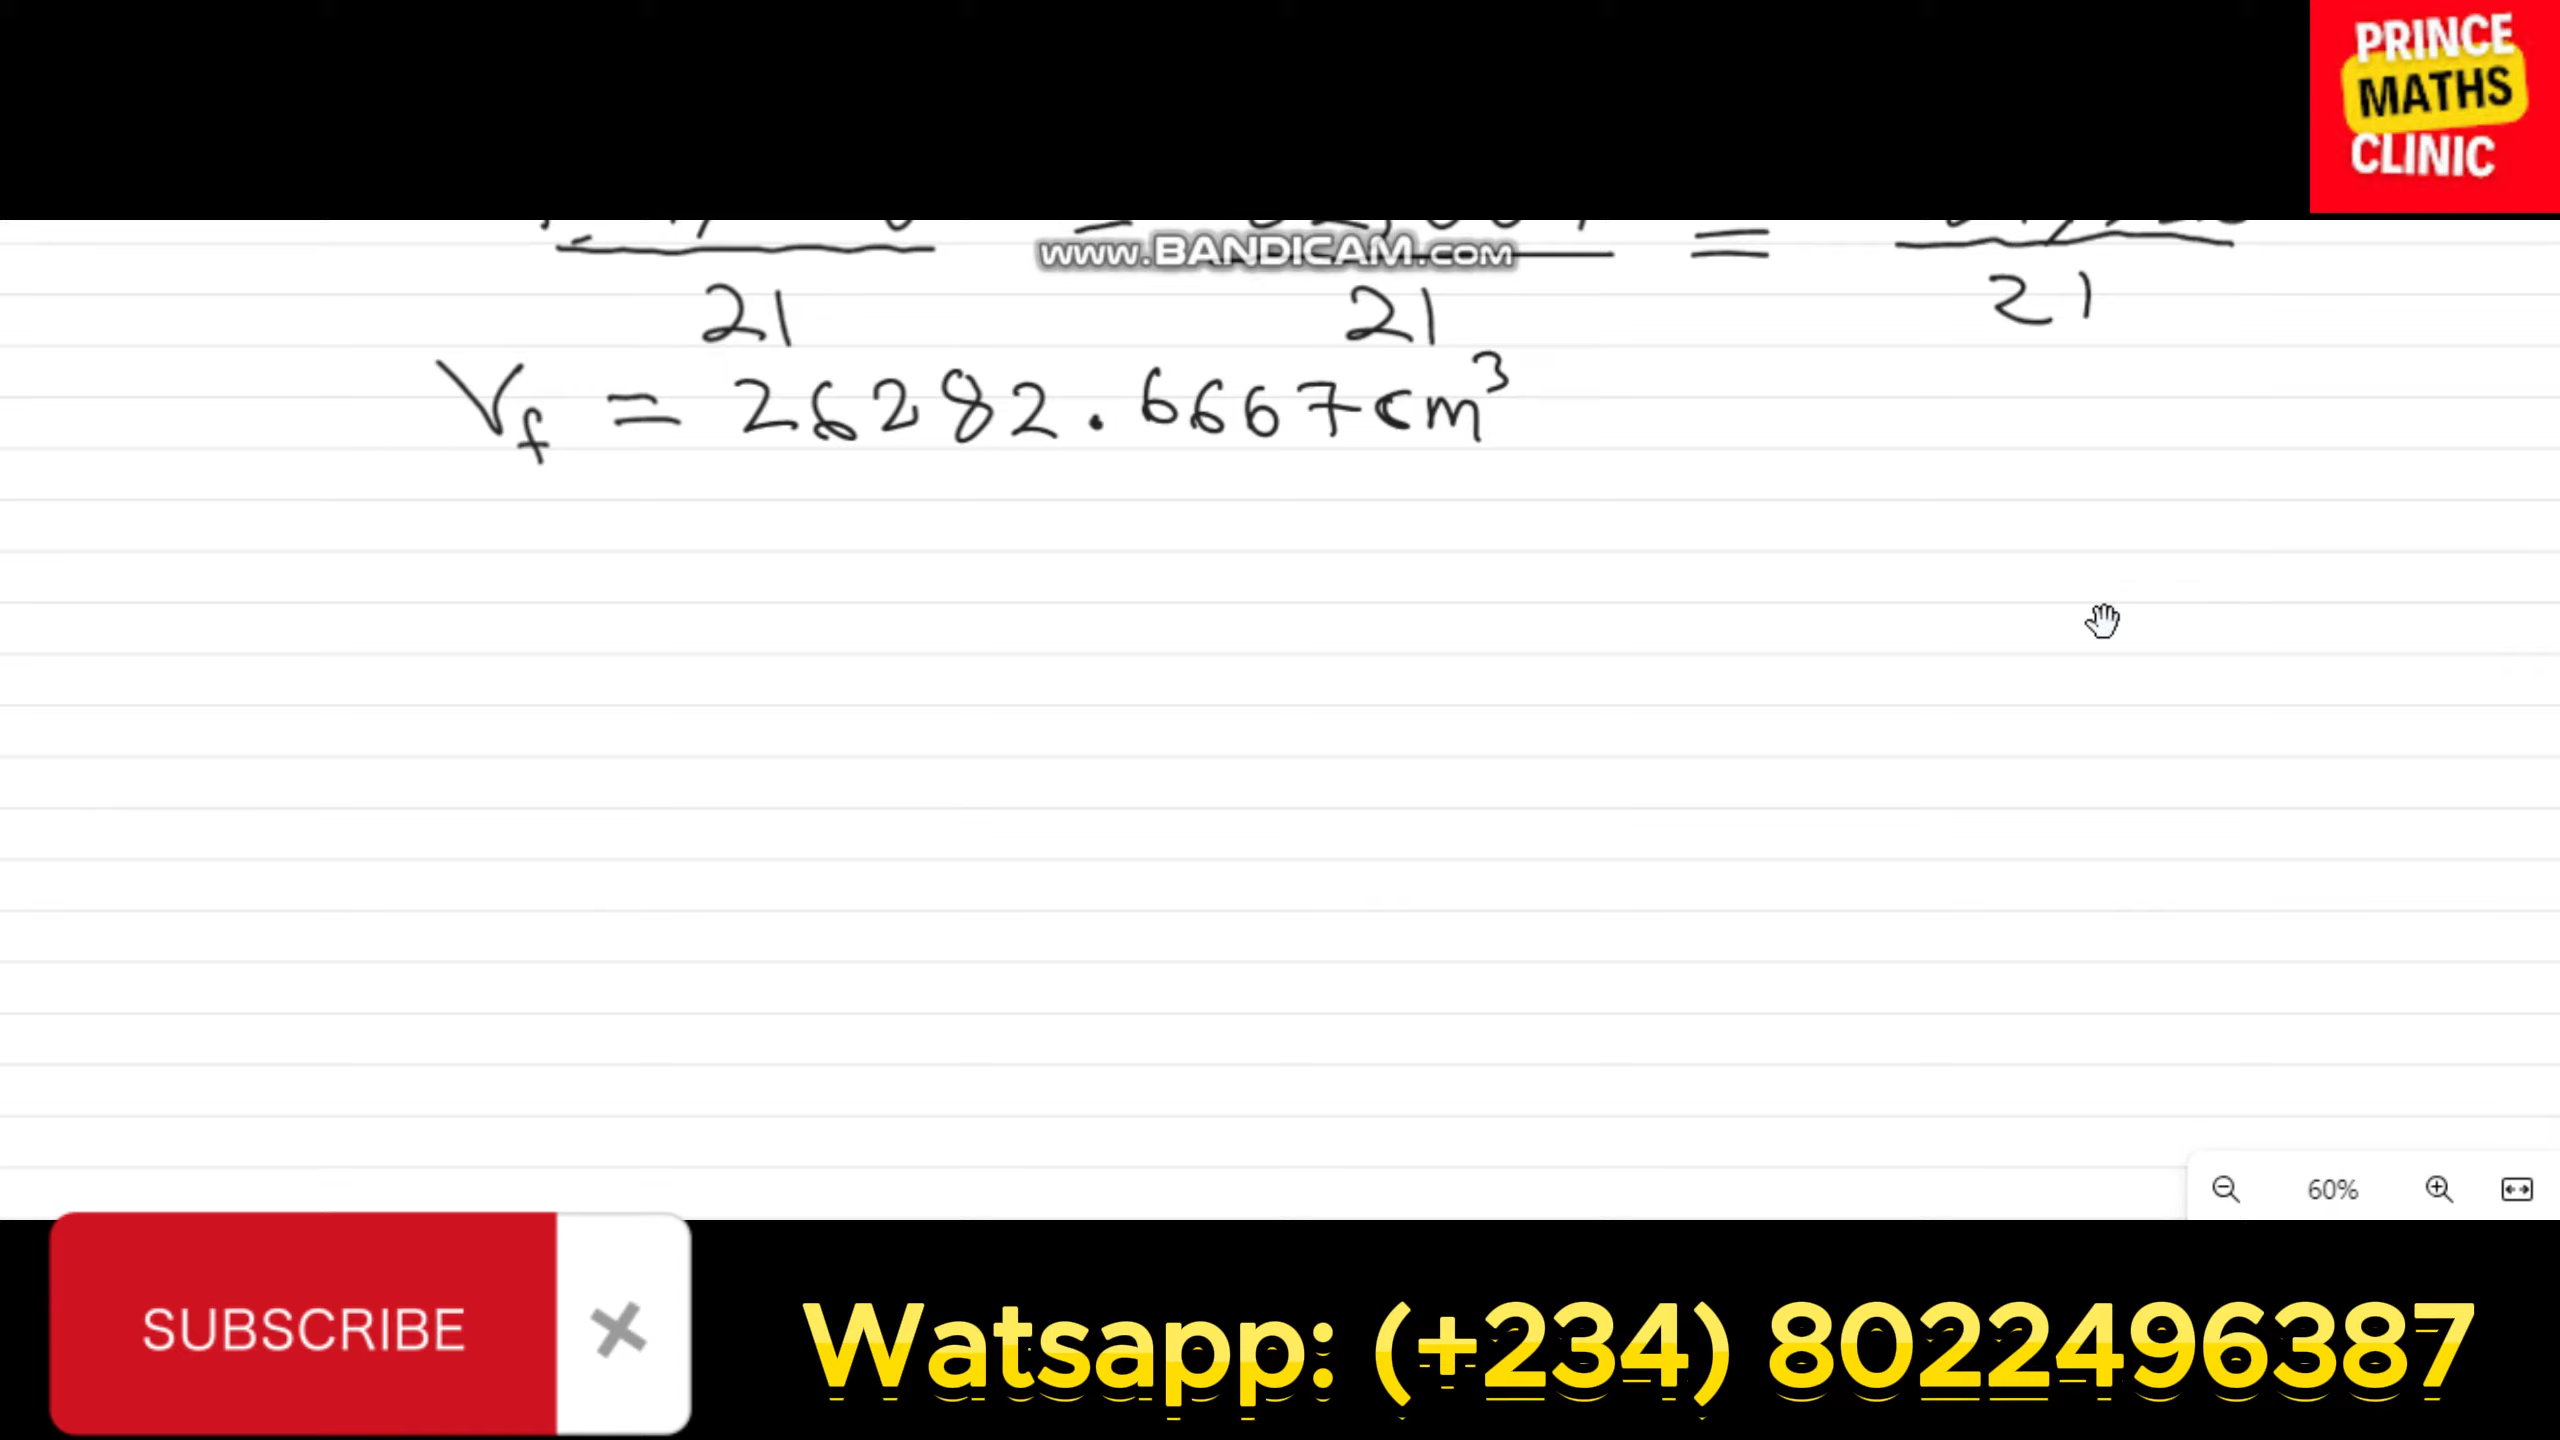 PRINCE
MATHS
CLINIC
www.BANDICAM.com
= =
21 21 21
Vf = 26282.6667cm³
60%
SUBSCRIBE
Watsapp: (+234) 8022496387